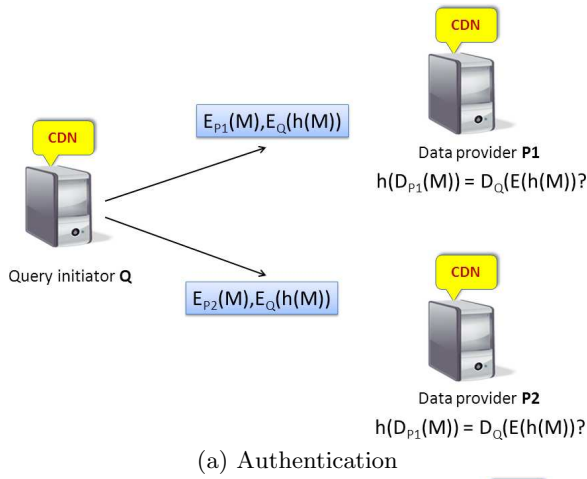 CDN
CDN
E_P1(M),E_Q(h(M))
Data provider P1
h(D_P1(M)) = D_Q(E(h(M))?
Query initiator Q
CDN
E_P2(M),E_Q(h(M))
Data provider P2
h(D_P1(M)) = D_Q(E(h(M))?
(a) Authentication